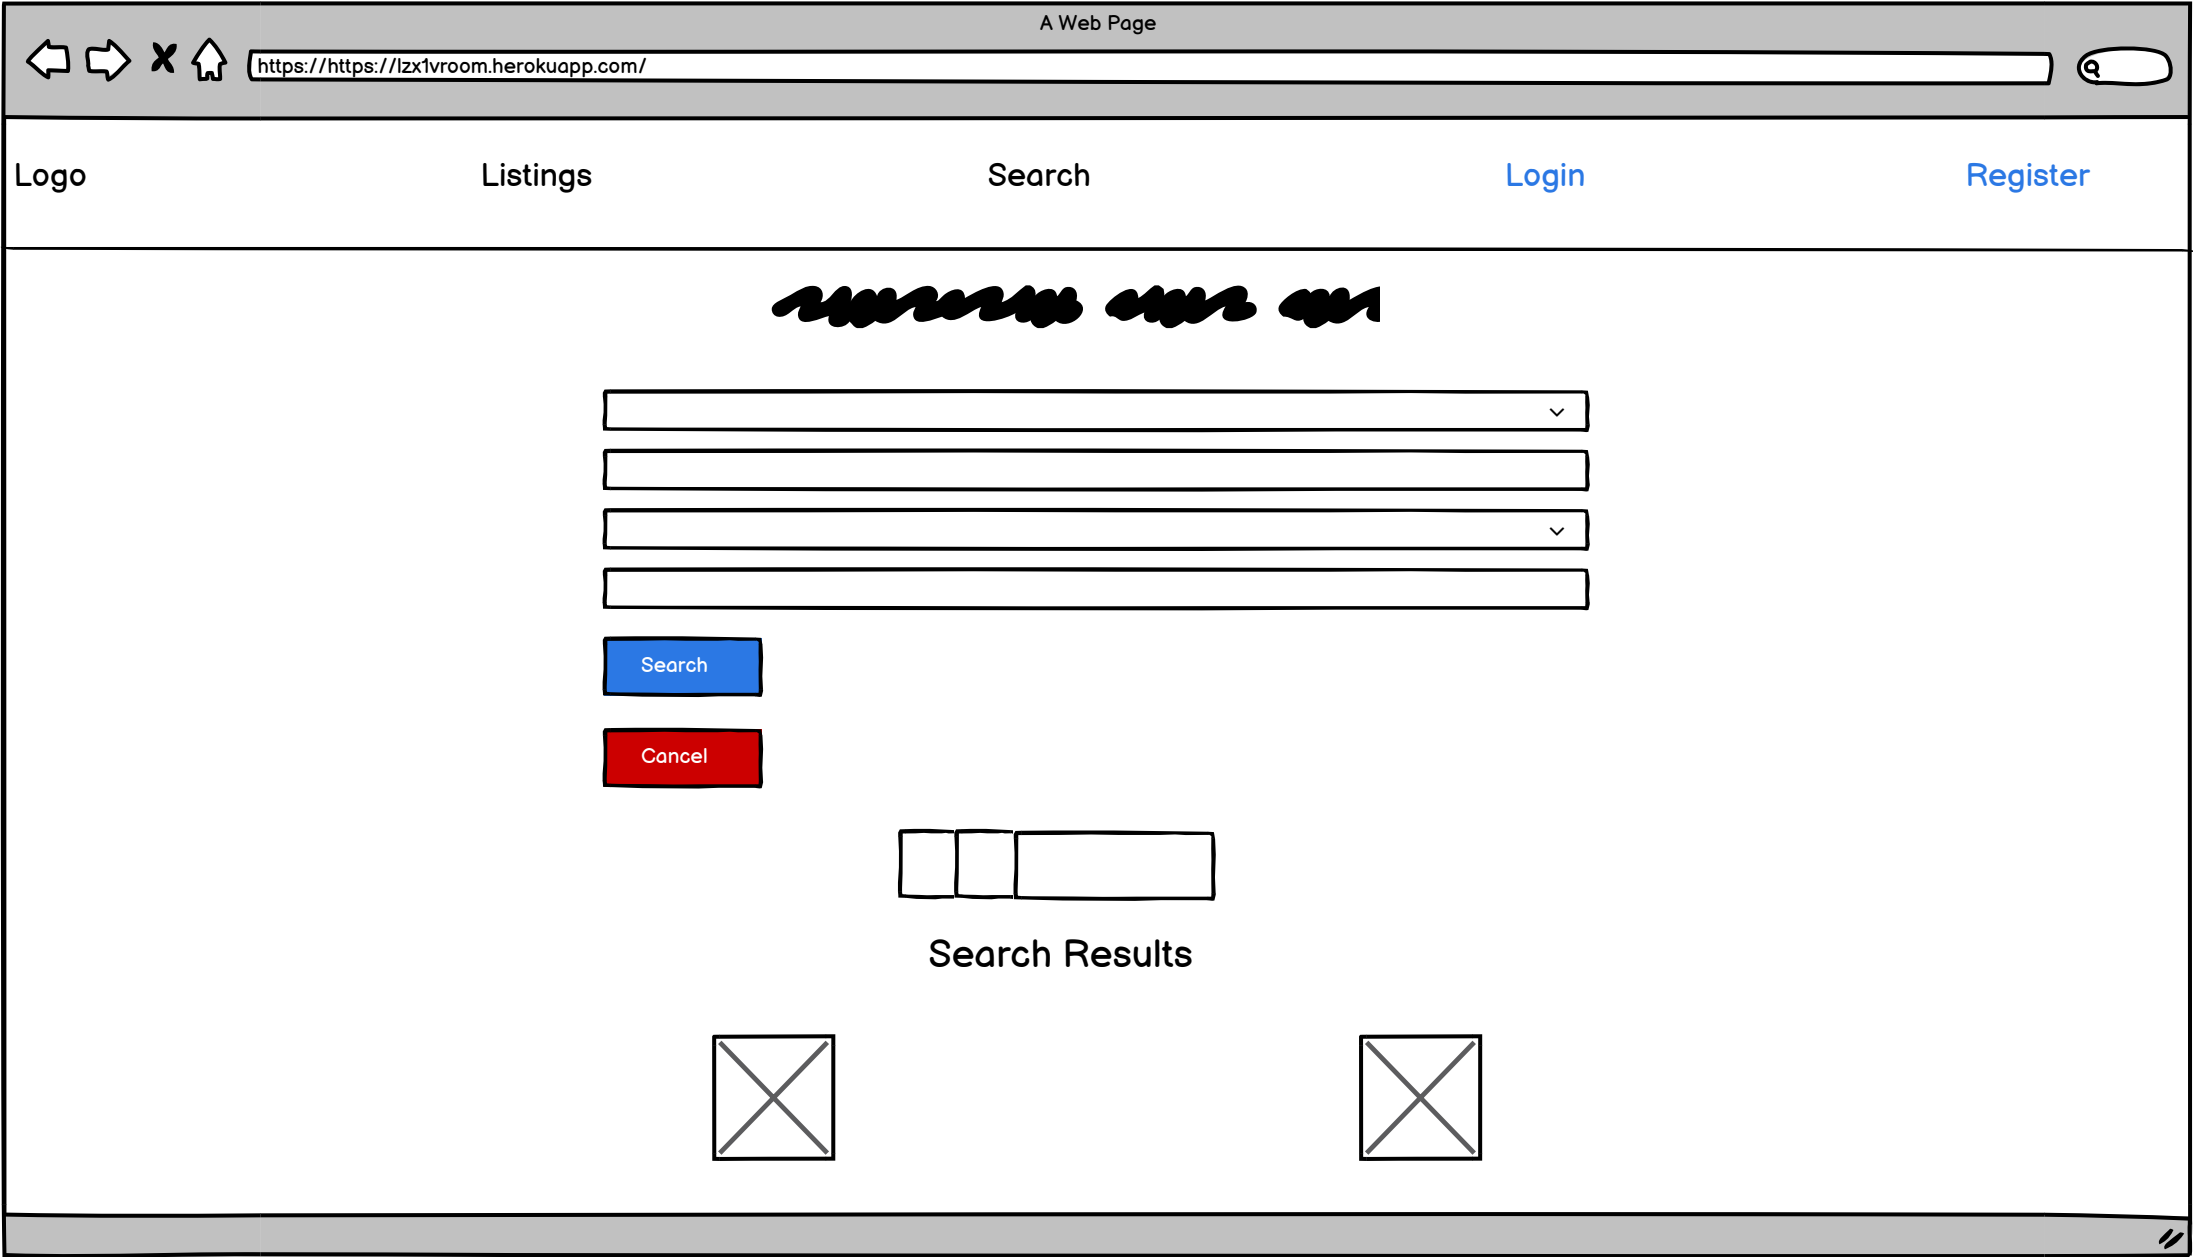 A Web Page
https://https://lzx1vroom.herokuapp.com/
Logo Listings Search Login Register
Search
Cancel
Search Results